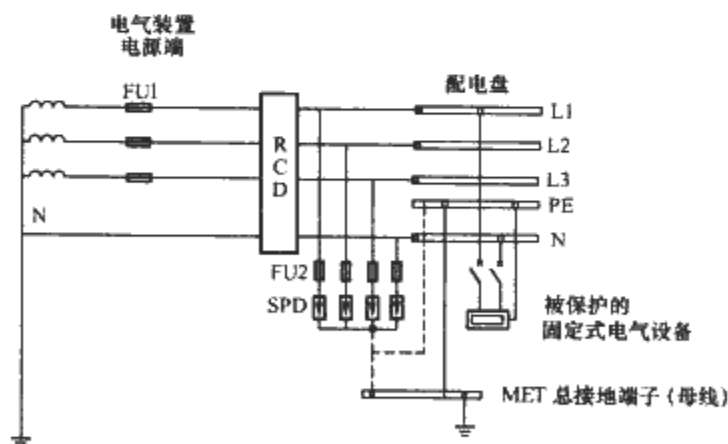 电气装置
电源端
FU1
配电盘
L1
RCD
L2
L3
PE
N
N
FU2
SPD
被保护的
固定式电气设备
MET 总接地端子（母线）